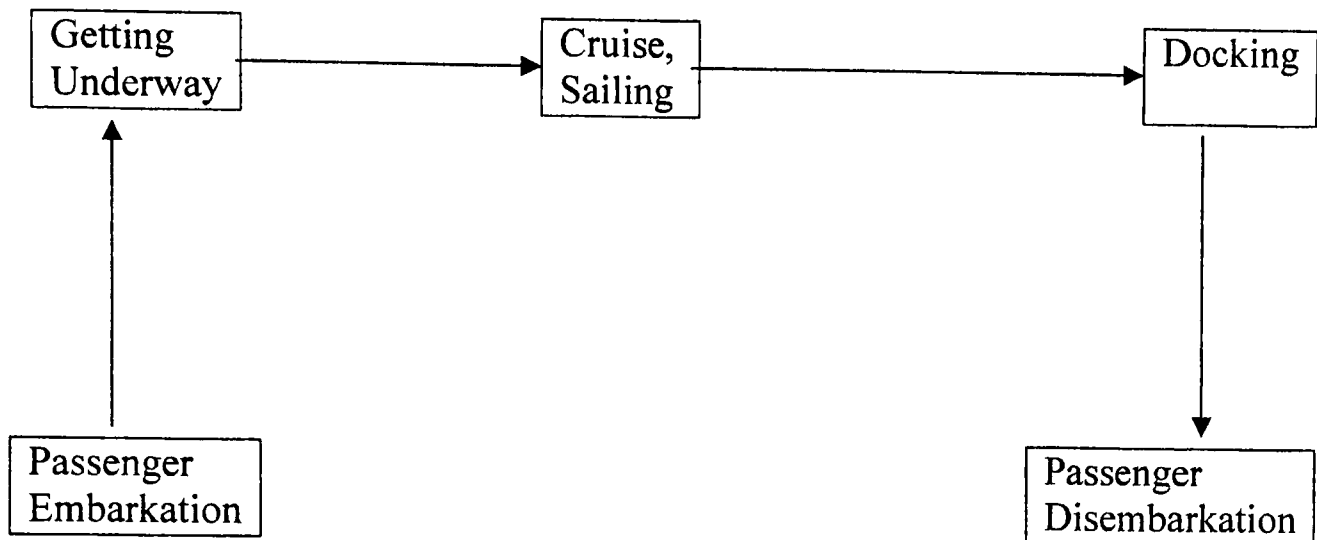 Getting
Underway
Cruise,
Sailing
Docking
Passenger
Embarkation
Passenger
Disembarkation